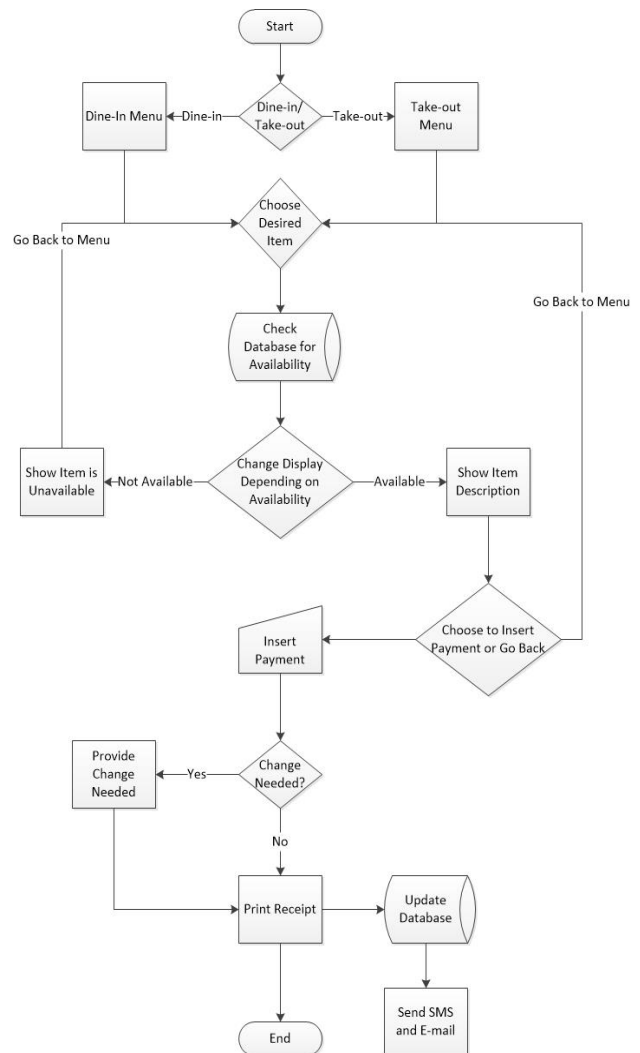 Start
Dine-In Menu
Dine-in
Dine-in/
Take-out
Take-out
Take-out
Menu
Choose
Desired
Item
Go Back to Menu
Go Back to Menu
Check
Database for
Availability
Show Item is
Unavailable
Not Available
Change Display
Depending on
Availability
Available
Show Item
Description
Insert
Payment
Choose to Insert
Payment or Go Back
Provide
Change
Needed
Yes
Change
Needed?
No
Print Receipt
Update
Database
End
Send SMS
and E-mail